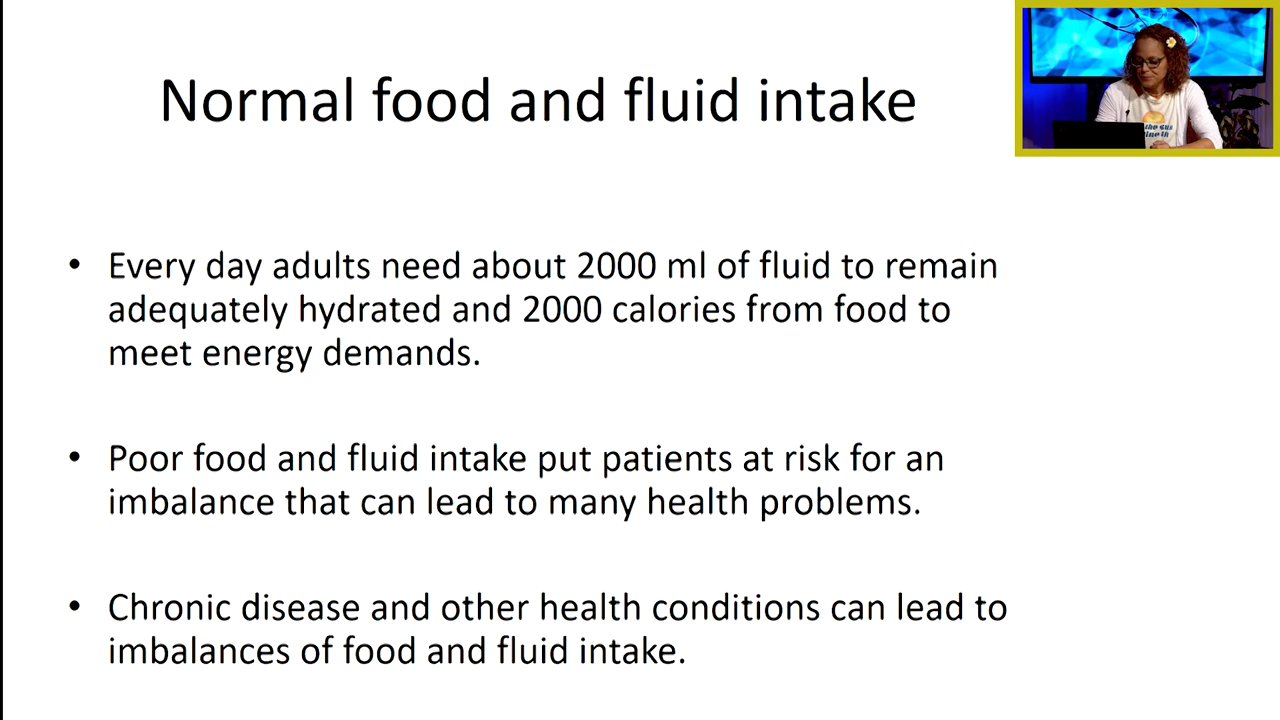 Normal food and fluid intake
• Every day adults need about 2000 ml of fluid to remain
adequately hydrated and 2000 calories from food to
meet energy demands.
• Poor food and fluid intake put patients at risk for an
imbalance that can lead to many health problems.
• Chronic disease and other health conditions can lead to
imbalances of food and fluid intake.